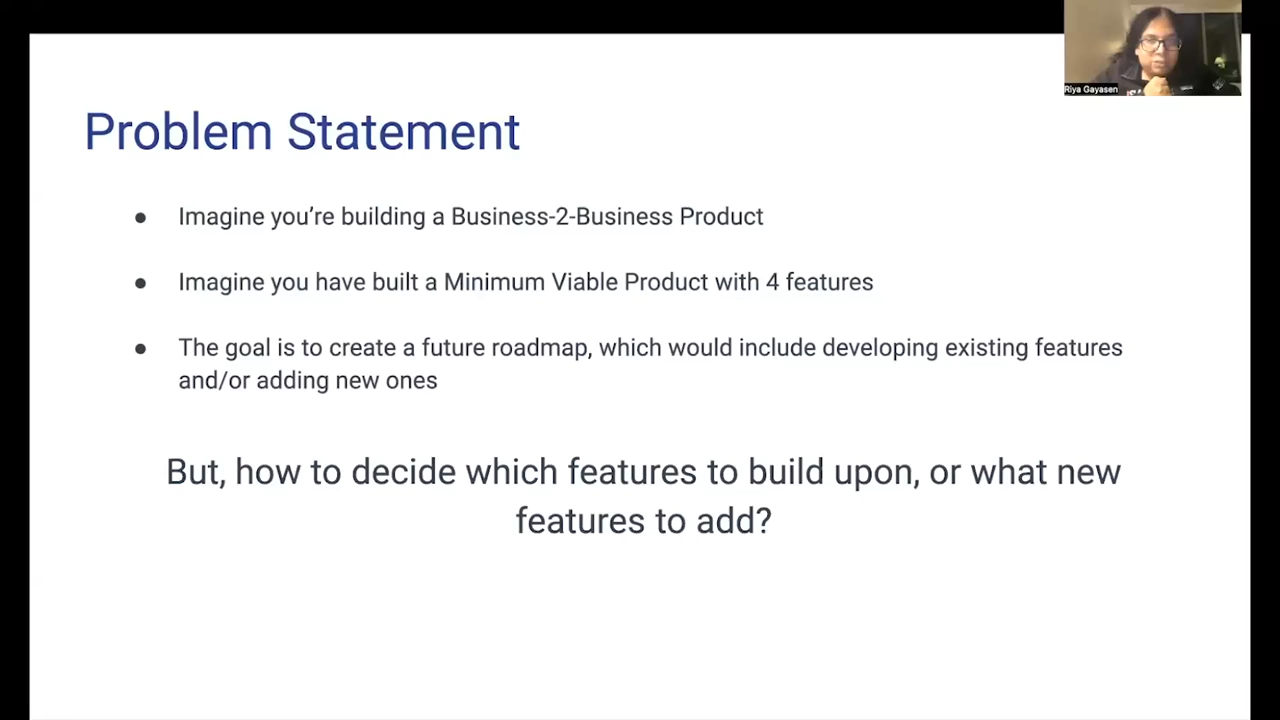 Riya Gayasen
Problem Statement
● Imagine you’re building a Business-2-Business Product
● Imagine you have built a Minimum Viable Product with 4 features
● The goal is to create a future roadmap, which would include developing existing features
and/or adding new ones
But, how to decide which features to build upon, or what new
features to add?